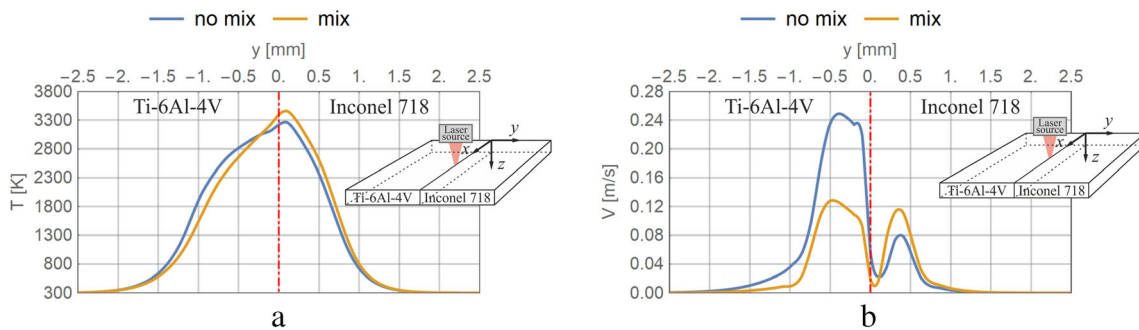 no mix mix
y [mm]
−2.5 −2. −1. −0.5 0. 0.5 1. 1.5 2. 2.5
3800
3300
2800
2300
1800
1300
800
300
T [K]
Ti-6Al-4V Inconel 718
Laser
source
y
x
z
Ti-6Al-4V Inconel 718
a
no mix mix
y [mm]
−2.5 −2. −1. −0.5 0. 0.5 1. 1.5 2. 2.5
0.28
0.24
0.20
0.16
0.12
0.08
0.04
0.00
V [m/s]
Ti-6Al-4V Inconel 718
Laser
source
y
x
z
Ti-6Al-4V Inconel 718
b